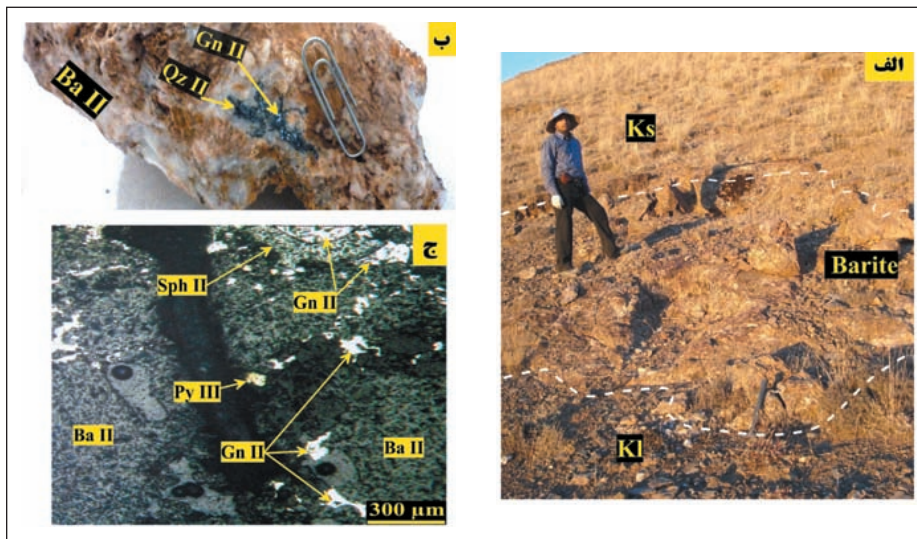 الف
Ks
Barite
Kl
ب
Gn II
Qz II
Ba II
ج
Sph II
Gn II
Py III
Ba II
Gn II
Ba II
300 µm